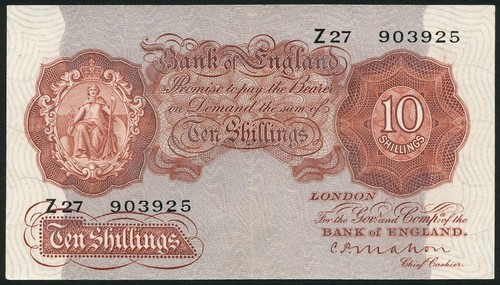 Z27 903925
Bank of England
Promise to pay the Bearer
on Demand the sum of
Ten Shillings
10
SHILLINGS
Z27 903925
LONDON
For the Govr. and Compa. of the
BANK OF ENGLAND.
C.P. Mahon
Chief Cashier.
Ten Shillings